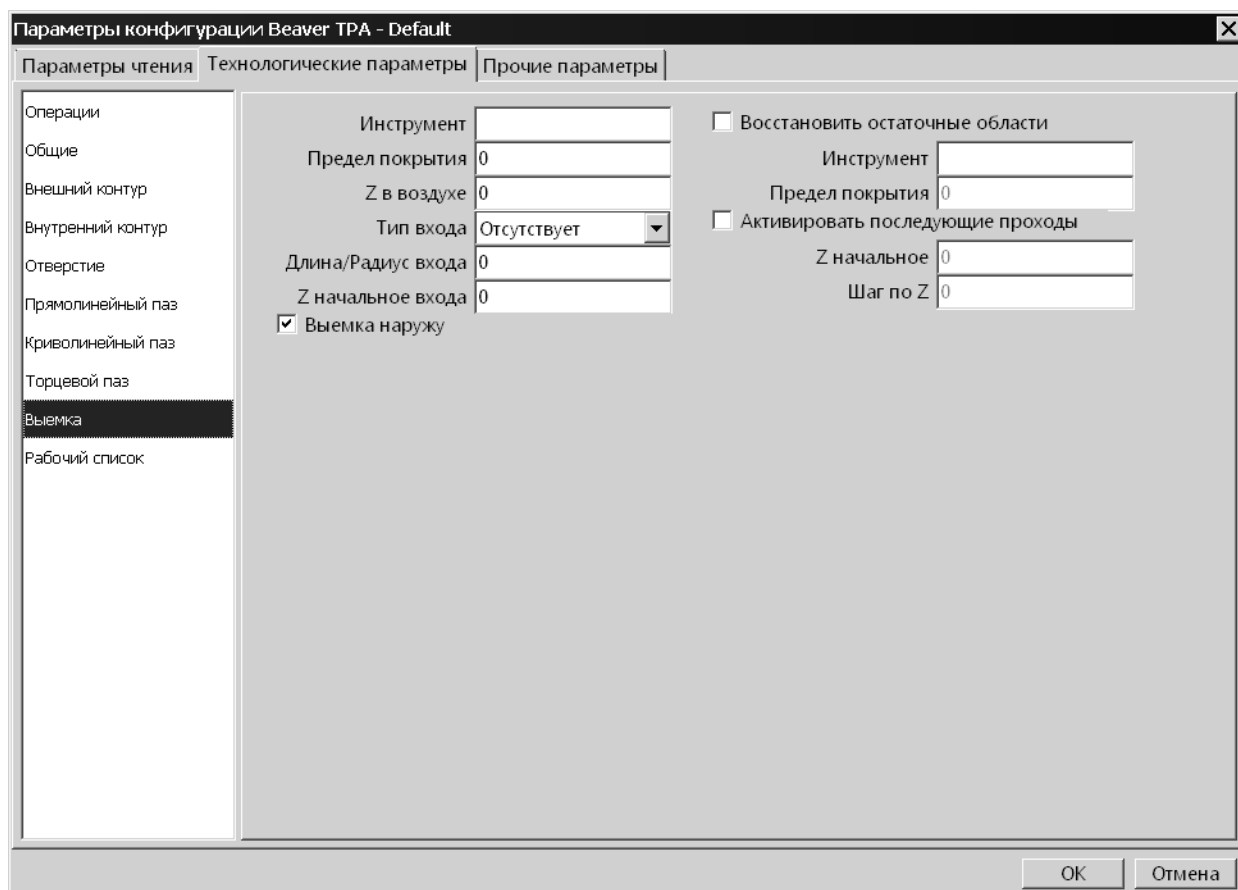 Параметры конфигурации Beaver TPA - Default
Параметры чтения Технологические параметры Прочие параметры
Операции
Общие
Внешний контур
Внутренний контур
Отверстие
Прямолинейный паз
Криволинейный паз
Торцевой паз
Выемка
Рабочий список
Инструмент
Предел покрытия 0
Z в воздухе 0
Тип входа Отсутствует
Длина/Радиус входа 0
Z начальное входа 0
Выемка наружу
Восстановить остаточные области
Инструмент
Предел покрытия 0
Активировать последующие проходы
Z начальное 0
Шаг по Z 0
OK Отмена